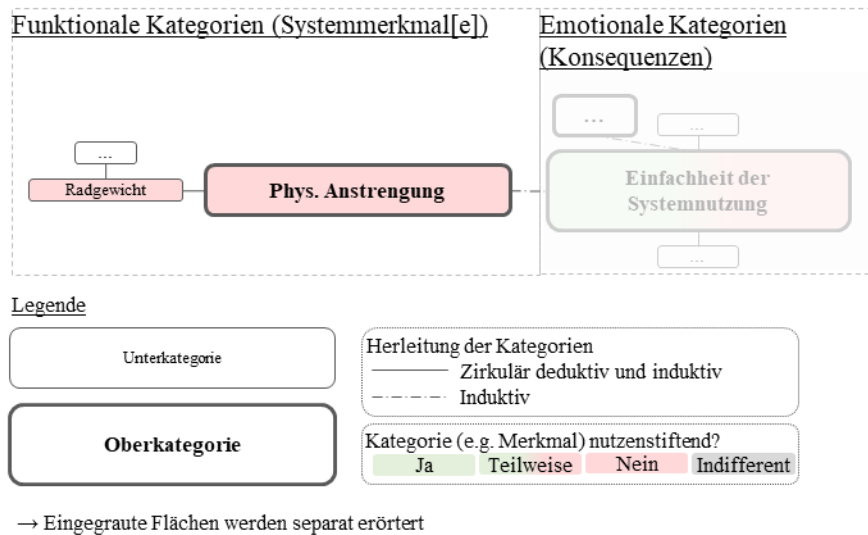 Funktionale Kategorien (Systemmerkmal[e])
Emotionale Kategorien
(Konsequenzen)
...
...
...
Radgewicht
Phys. Anstrengung
Einfachheit der
Systemnutzung
...
Legende
Unterkategorie
Oberkategorie
Herleitung der Kategorien
Zirkulär deduktiv und induktiv
Induktiv
Kategorie (e.g. Merkmal) nutzenstiftend?
Ja Teilweise Nein Indifferent
→ Eingegraute Flächen werden separat erörtert